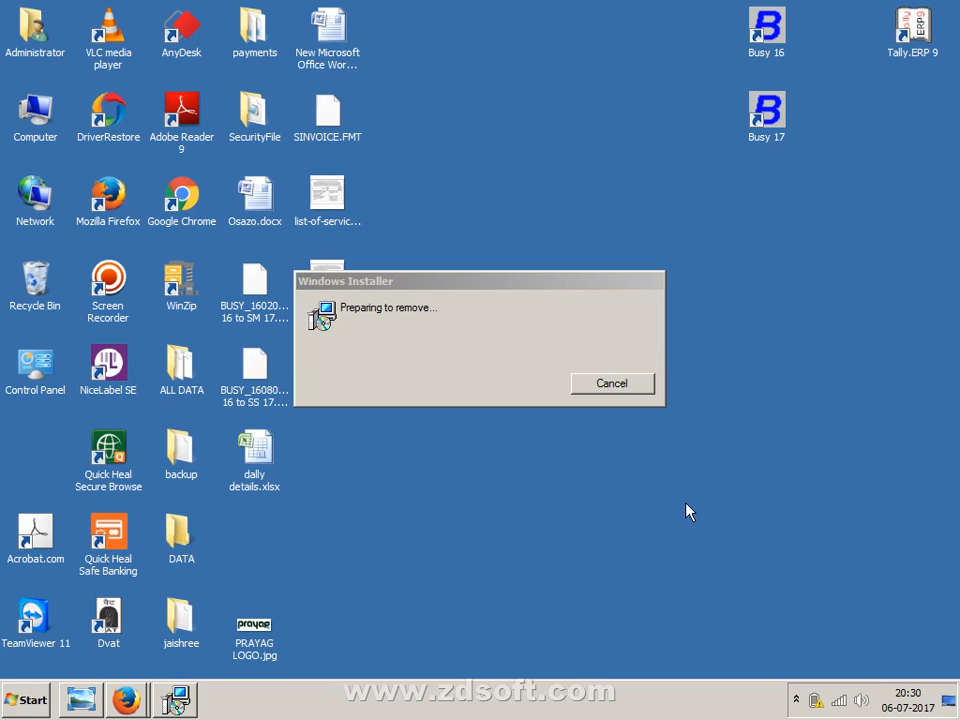 Administrator
VLC media
player
AnyDesk
payments
New Microsoft
Office Wor...
Busy 16
Tally.ERP 9
Computer
DriverRestore
Adobe Reader
9
SecurityFile
SINVOICE.FMT
Busy 17
Network
Mozilla Firefox
Google Chrome
Osazo.docx
list-of-servic...
Recycle Bin
Screen
Recorder
WinZip
BUSY_16020...
16 to SM 17....
Windows Installer
Preparing to remove...
Cancel
Control Panel
NiceLabel SE
ALL DATA
BUSY_16080...
16 to SS 17....
Quick Heal
Secure Browse
backup
dally
details.xlsx
Acrobat.com
Quick Heal
Safe Banking
DATA
TeamViewer 11
Dvat
jaishree
prayag
PRAYAG
LOGO.jpg
Start
www.zdsoft.com
20:30
06-07-2017